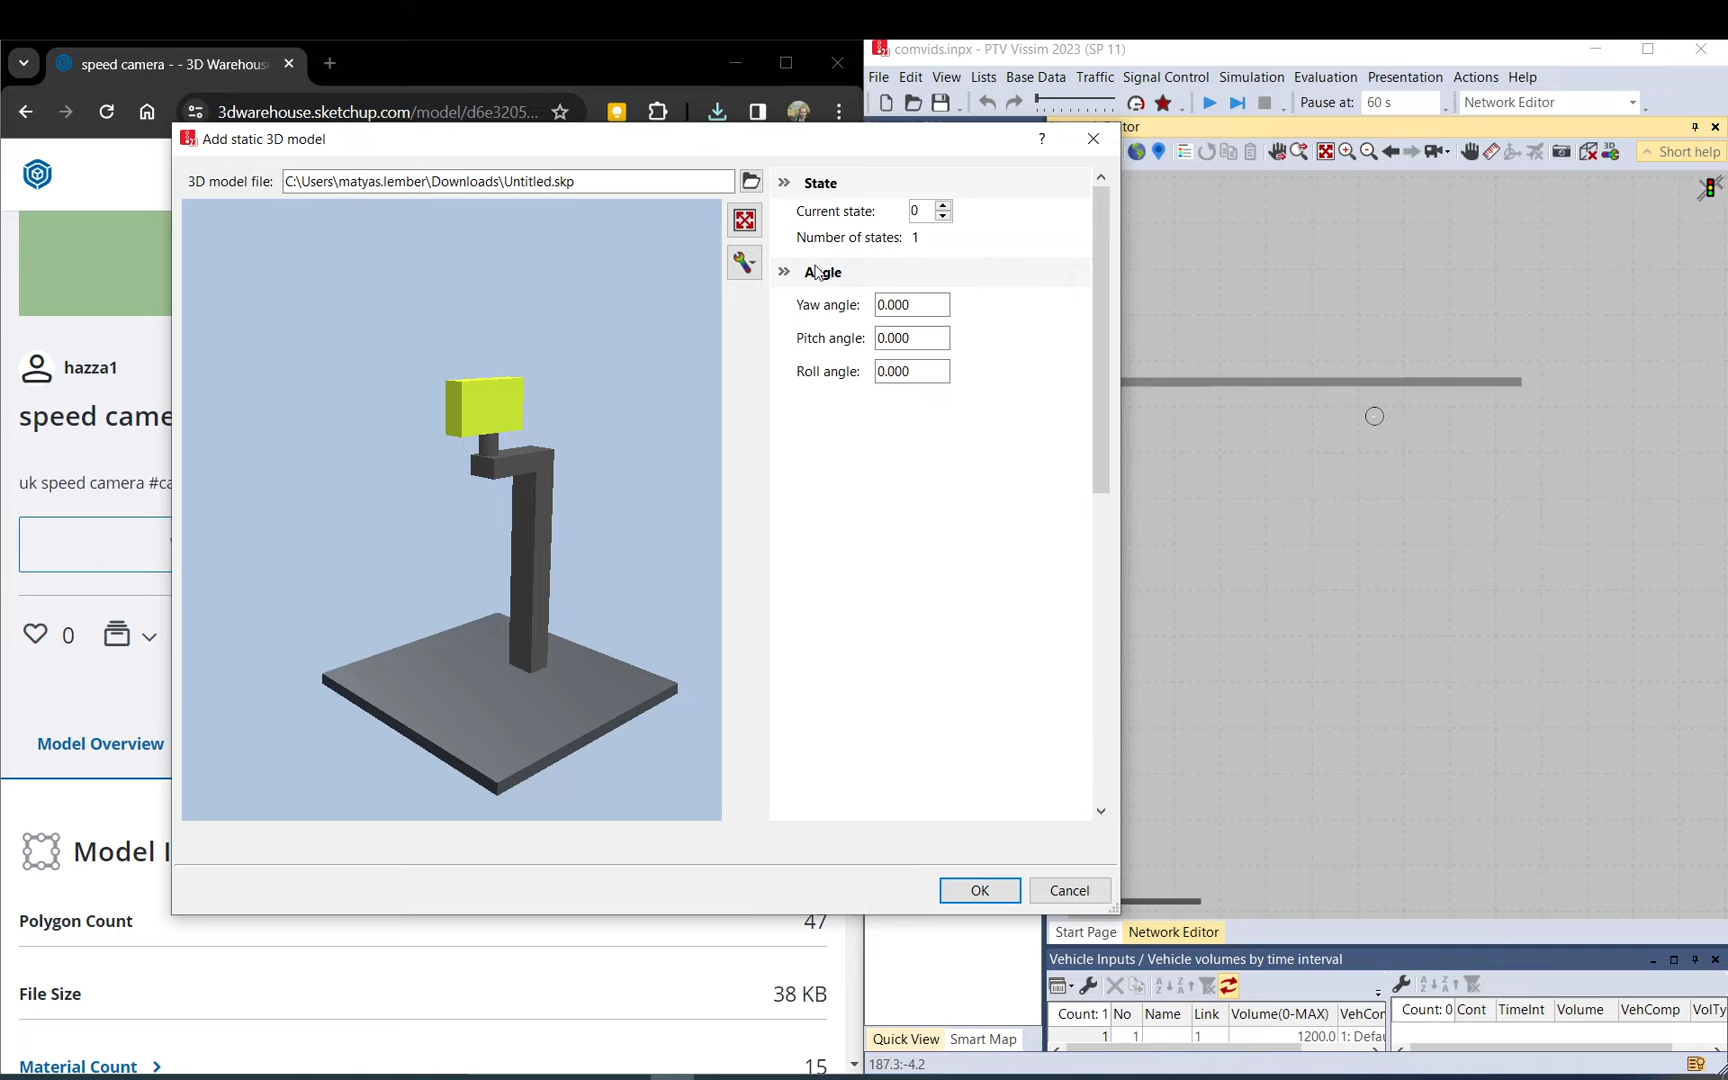 speed camera - - 3D Warehous
3dwarehouse.sketchup.com/model/d6e3205...
hazza1
speed came
uk speed camera #ca
0
Model Overview
Model I
Polygon Count
47
File Size
38 KB
Material Count
15
Add static 3D model
?
3D model file:
C:\Users\matyas.lember\Downloads\Untitled.skp
State
Current state:
0
Number of states: 1
Angle
Yaw angle:
0.000
Pitch angle:
0.000
Roll angle:
0.000
OK
Cancel
comvids.inpx - PTV Vissim 2023 (SP 11)
File Edit View Lists Base Data Traffic Signal Control Simulation Evaluation Presentation Actions Help
Pause at: 60 s
Network Editor
Short help
Start Page
Network Editor
Vehicle Inputs / Vehicle volumes by time interval
Count: 1 No Name Link Volume(0-MAX) VehCor
1 1 1 1200.0 1: Defau
Count: 0 Cont TimeInt Volume VehComp VolTy
Quick View
Smart Map
187.3:-4.2